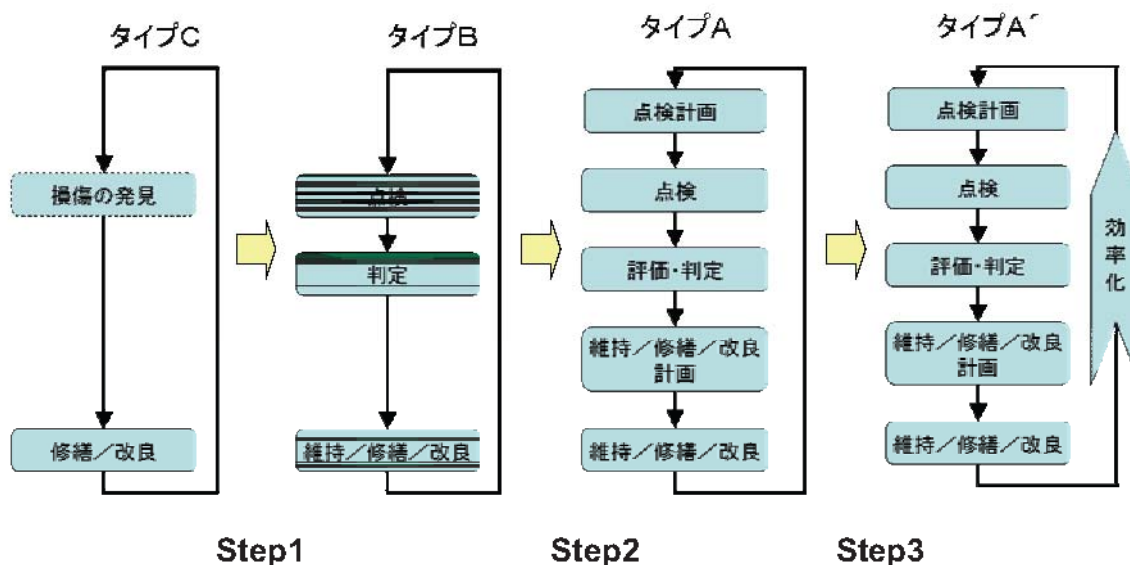 タイプC
損傷の発見
修繕／改良
タイプB
点検
判定
維持／修繕／改良
タイプA
点検計画
点検
評価・判定
維持／修繕／改良
計画
維持／修繕／改良
タイプA´
点検計画
点検
評価・判定
維持／修繕／改良
計画
維持／修繕／改良
効率化
Step1
Step2
Step3